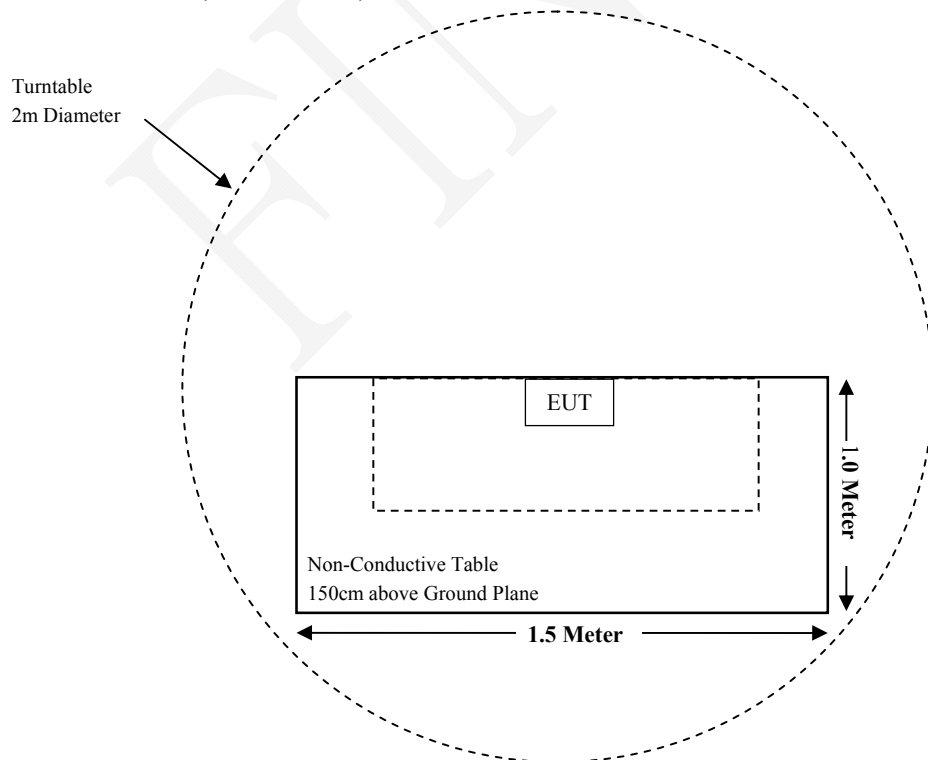 Turntable
2m Diameter
EUT
1.0 Meter
Non-Conductive Table
150cm above Ground Plane
1.5 Meter